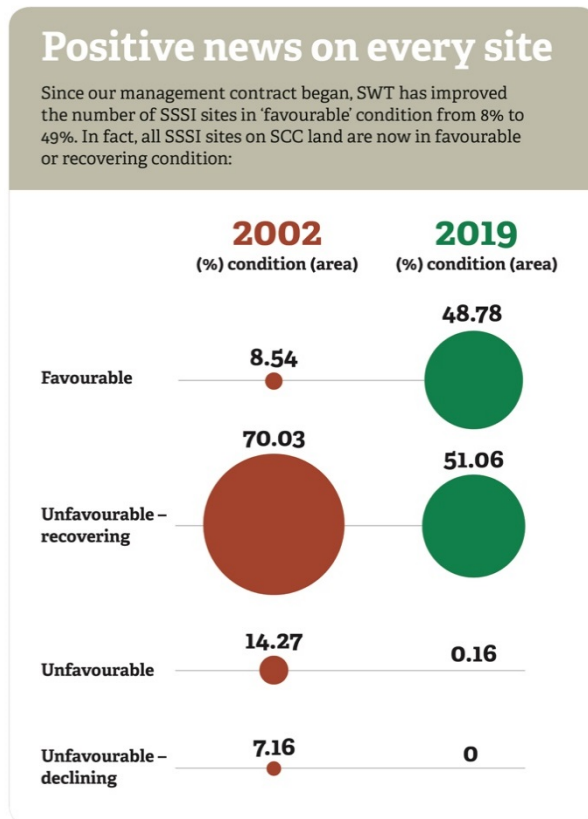 Positive news on every site
Since our management contract began, SWT has improved
the number of SSSI sites in ‘favourable’ condition from 8% to
49%. In fact, all SSSI sites on SCC land are now in favourable
or recovering condition:
2002
(%) condition (area)
2019
(%) condition (area)
Favourable
8.54
48.78
Unfavourable –
recovering
70.03
51.06
Unfavourable
14.27
0.16
Unfavourable –
declining
7.16
0